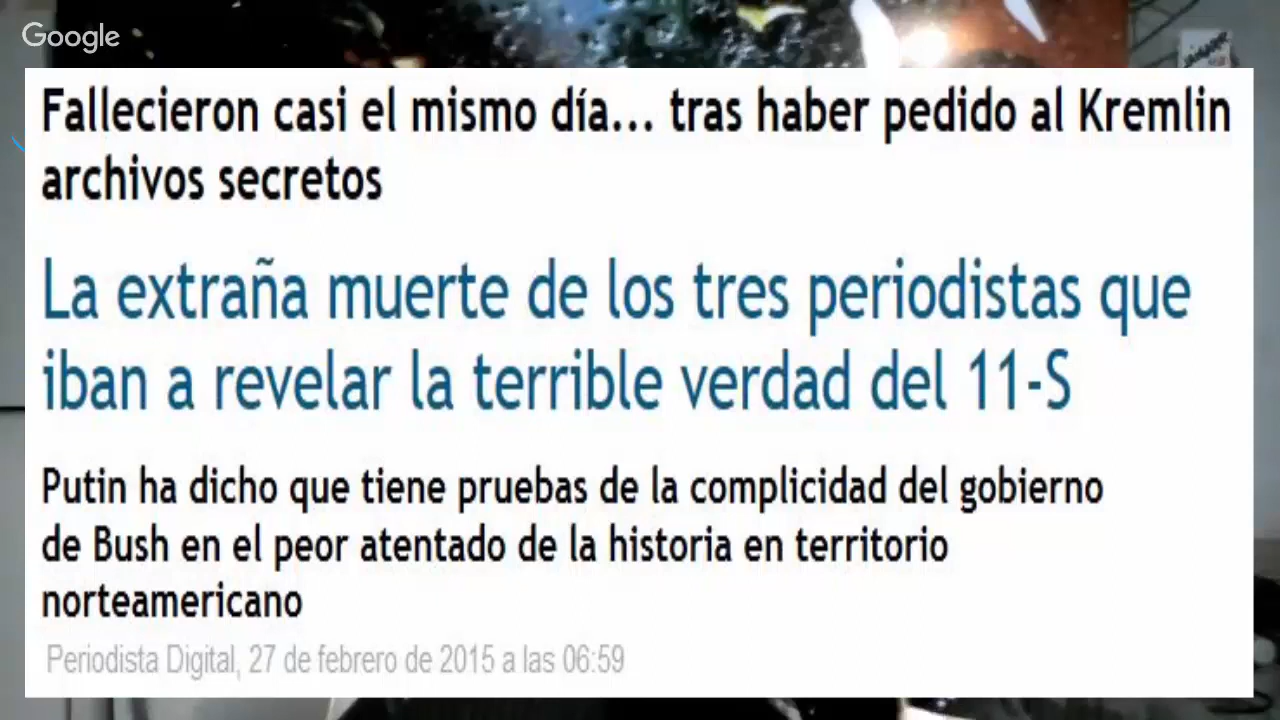 Google
Fallecieron casi el mismo día... tras haber pedido al Kremlin
archivos secretos
La extraña muerte de los tres periodistas que
iban a revelar la terrible verdad del 11-S
Putin ha dicho que tiene pruebas de la complicidad del gobierno
de Bush en el peor atentado de la historia en territorio
norteamericano
Periodista Digital, 27 de febrero de 2015 a las 06:59